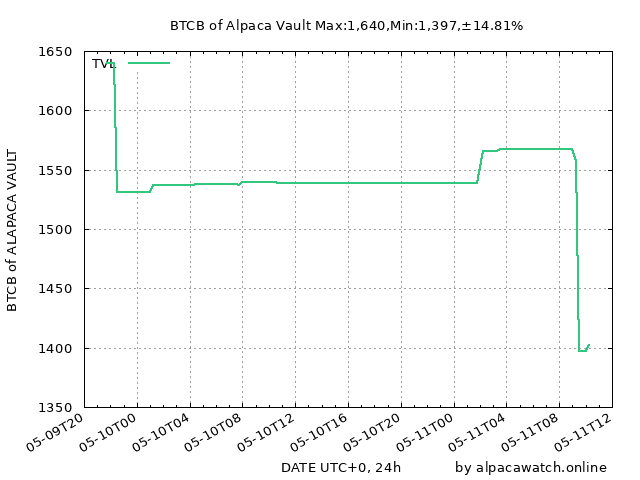 BTCB of Alpaca Vault Max:1,640,Min:1,397,±14.81%
TVL
BTCB of ALAPACA VAULT
1650
1600
1550
1500
1450
1400
1350
05-09T20
05-10T00
05-10T04
05-10T08
05-10T12
05-10T16
05-10T20
05-11T00
05-11T04
05-11T08
05-11T12
DATE UTC+0, 24h
by alpacawatch.online